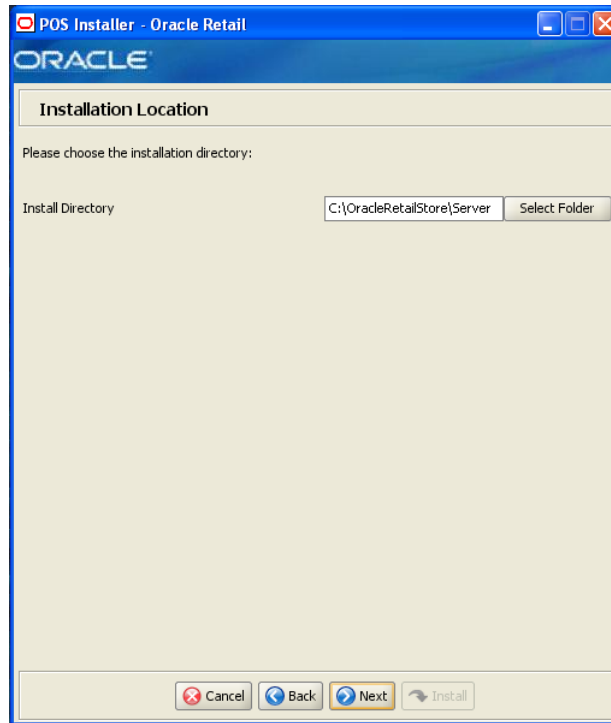 POS Installer - Oracle Retail
ORACLE
Installation Location
Please choose the installation directory:
Install Directory C:\OracleRetailStore\Server Select Folder
Cancel Back Next Install